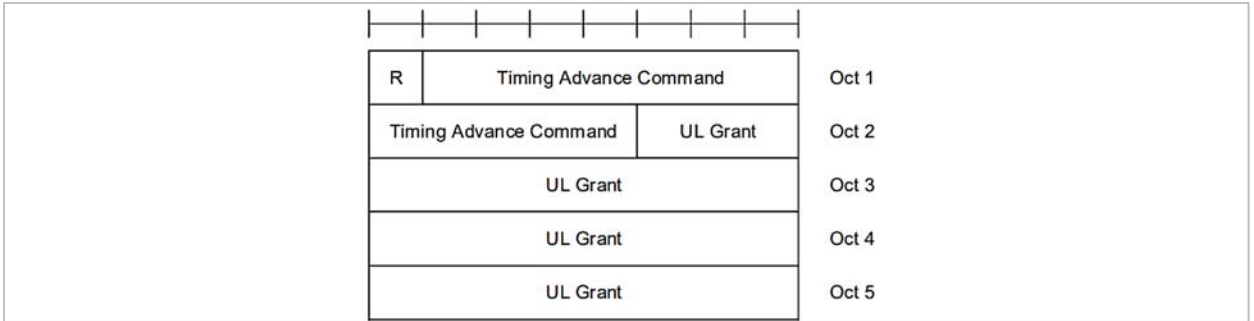 R Timing Advance Command Oct 1
Timing Advance Command UL Grant Oct 2
UL Grant Oct 3
UL Grant Oct 4
UL Grant Oct 5